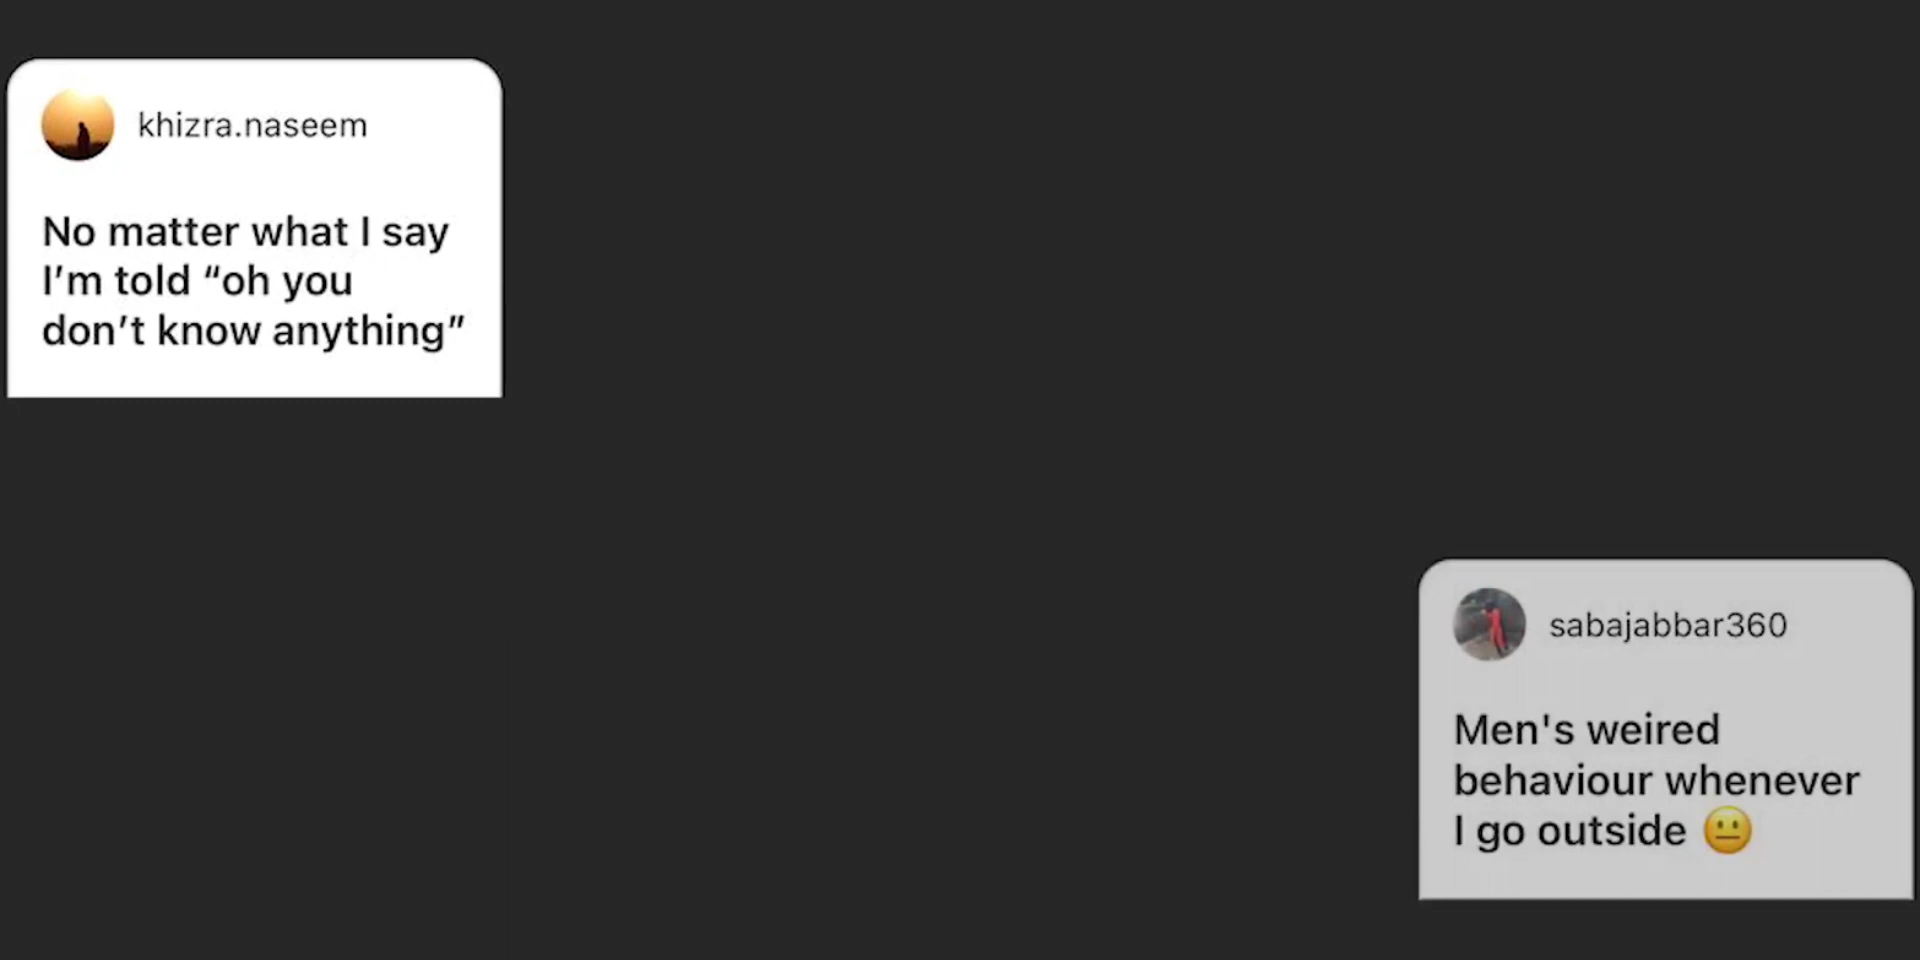 khizra.naseem
No matter what I say
I’m told “oh you
don’t know anything”
sabajabbar360
Men's weired
behaviour whenever
I go outside 😐